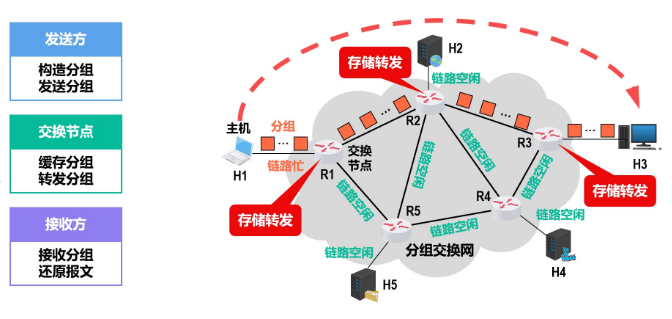 发送方
构造分组
发送分组
交换节点
缓存分组
转发分组
接收方
接收分组
还原报文
H2
存储转发
链路空闲
主机
分组
R2
R3
H1
链路忙
R1
交换
节点
链路空闲
链路空闲
链路空闲
H3
存储转发
存储转发
R4
链路空闲
R5
链路空闲
链路空闲
链路空闲
分组交换网
H5
H4